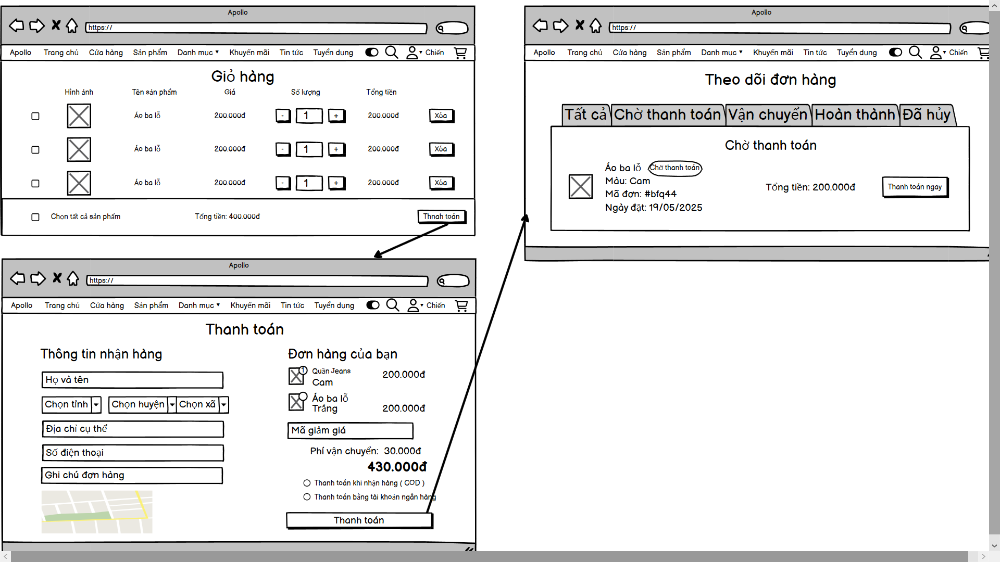 Apollo
https://
Apollo Trang chủ Cửa hàng Sản phẩm Danh mục Khuyến mãi Tin tức Tuyển dụng Chiến
Giỏ hàng
Hình ảnh Tên sản phẩm Giá Số lượng Tổng tiền
Áo ba lỗ 200.000đ - 1 + 200.000đ Xóa
Áo ba lỗ 200.000đ - 1 + 200.000đ Xóa
Áo ba lỗ 200.000đ - 1 + 200.000đ Xóa
Chọn tất cả sản phẩm Tổng tiền: 400.000đ Thnah toán
Apollo
https://
Apollo Trang chủ Cửa hàng Sản phẩm Danh mục Khuyến mãi Tin tức Tuyển dụng Chiến
Thanh toán
Thông tin nhận hàng
Họ và tên
Chọn tỉnh Chọn huyện Chọn xã
Địa chỉ cụ thể
Số điện thoại
Ghi chú đơn hàng
Đơn hàng của bạn
1 Quần Jeans 200.000đ
Cam
Áo ba lỗ
Trắng 200.000đ
Mã giảm giá
Phí vận chuyển: 30.000đ
430.000đ
Thanh toán khi nhận hàng ( COD )
Thanh toán bằng tài khoản ngân hàng
Thanh toán
Apollo
https://
Apollo Trang chủ Cửa hàng Sản phẩm Danh mục Khuyến mãi Tin tức Tuyển dụng Chiến
Theo dõi đơn hàng
Tất cả Chờ thanh toán Vận chuyển Hoàn thành Đã hủy
Chờ thanh toán
Áo ba lỗ Chờ thanh toán
Màu: Cam
Mã đơn: #bfq44
Ngày đặt: 19/05/2025
Tổng tiền: 200.000đ Thanh toán ngay